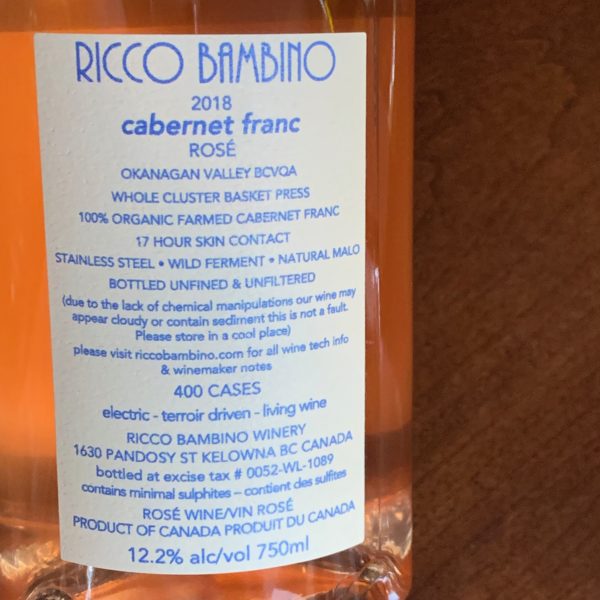 RICCO BAMBINO
2018
cabernet franc
ROSÉ
OKANAGAN VALLEY BCVQA
WHOLE CLUSTER BASKET PRESS
100% ORGANIC FARMED CABERNET FRANC
17 HOUR SKIN CONTACT
STAINLESS STEEL • WILD FERMENT • NATURAL MALO
BOTTLED UNFINED & UNFILTERED
(due to the lack of chemical manipulations our wine may
appear cloudy or contain sediment this is not a fault.
Please store in a cool place)
please visit riccobambino.com for all wine tech info
& winemaker notes
400 CASES
electric - terroir driven - living wine
RICCO BAMBINO WINERY
1630 PANDOSY ST KELOWNA BC CANADA
bottled at excise tax # 0052-WL-1089
contains minimal sulphites – contient des sulfites
ROSÉ WINE/VIN ROSÉ
PRODUCT OF CANADA PRODUIT DU CANADA
12.2% alc/vol 750ml